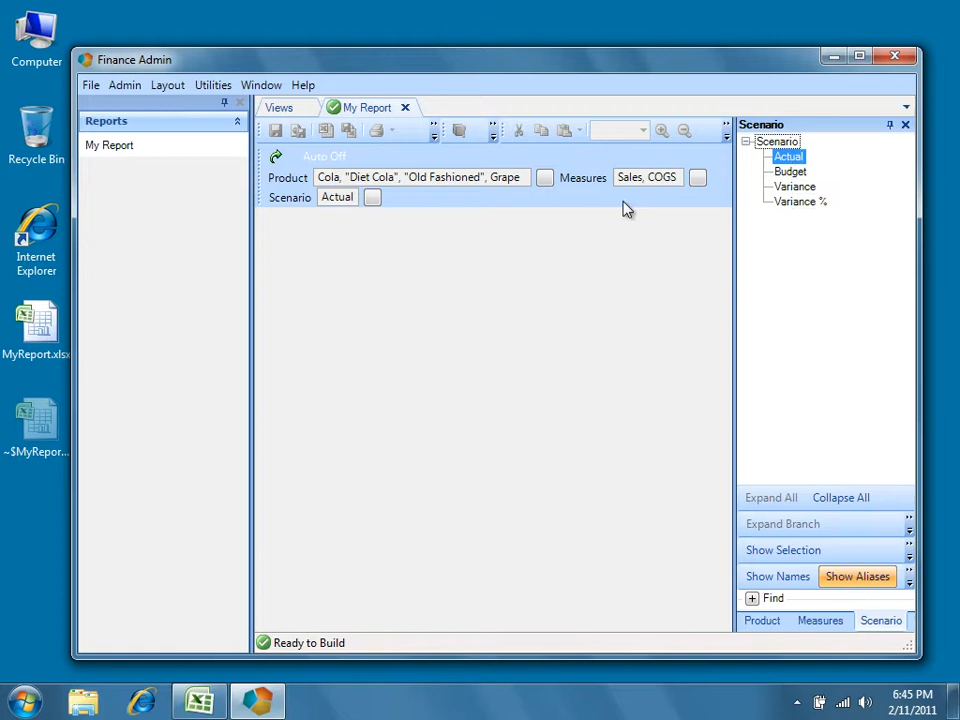 Computer
Recycle Bin
Internet
Explorer
MyReport.xlsx
~$MyRepor...
Finance Admin
File Admin Layout Utilities Window Help
Reports
My Report
Views My Report
Auto Off
Product Cola, "Diet Cola", "Old Fashioned", Grape Measures Sales, COGS
Scenario Actual
Ready to Build
Scenario
Scenario
Actual
Budget
Variance
Variance %
Expand All Collapse All
Expand Branch
Show Selection
Show Names Show Aliases
Find
Product Measures Scenario
6:45 PM
2/11/2011